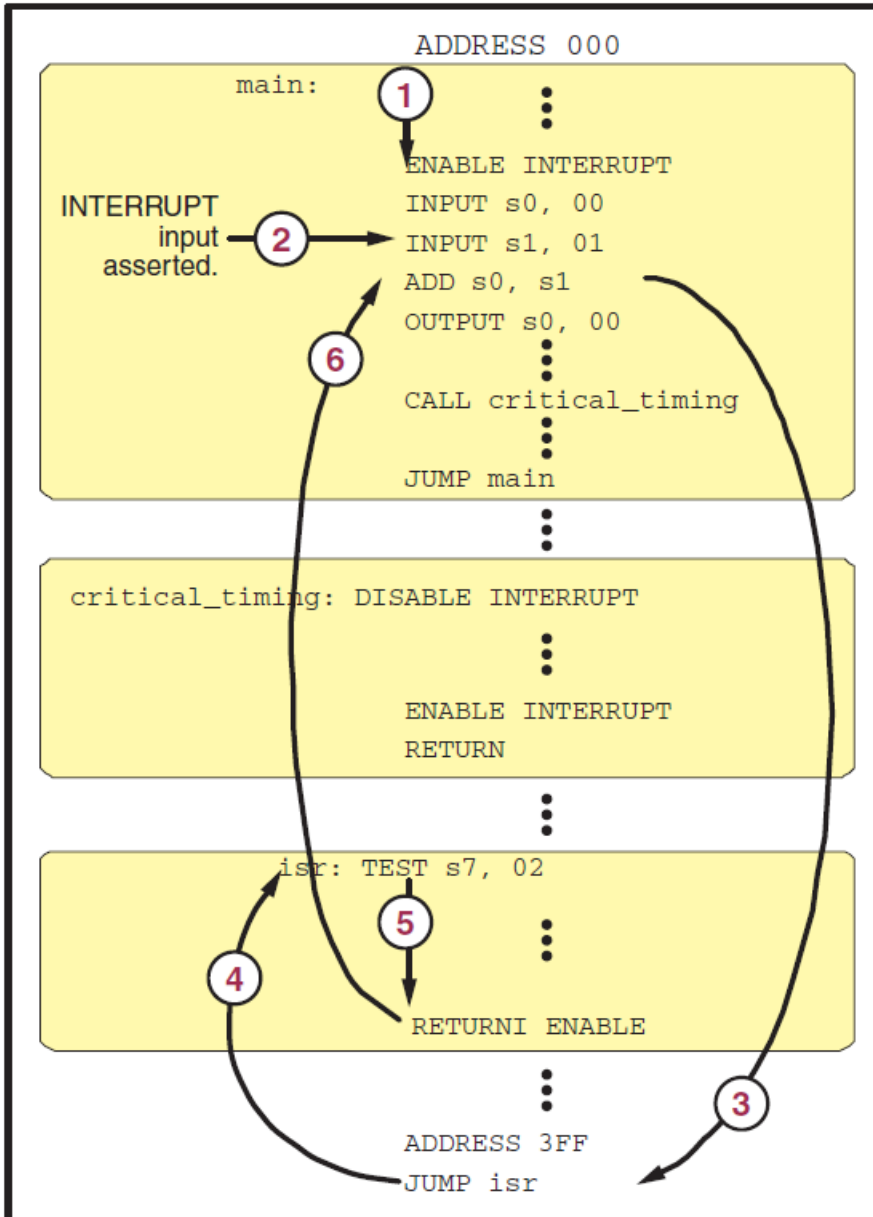 ADDRESS 000
main:
1
ENABLE INTERRUPT
INPUT s0, 00
INTERRUPT
input
asserted.
2
INPUT s1, 01
ADD s0, s1
OUTPUT s0, 00
6
CALL critical_timing
JUMP main
critical_timing: DISABLE INTERRUPT
ENABLE INTERRUPT
RETURN
isr: TEST s7, 02
5
4
RETURNI ENABLE
3
ADDRESS 3FF
JUMP isr